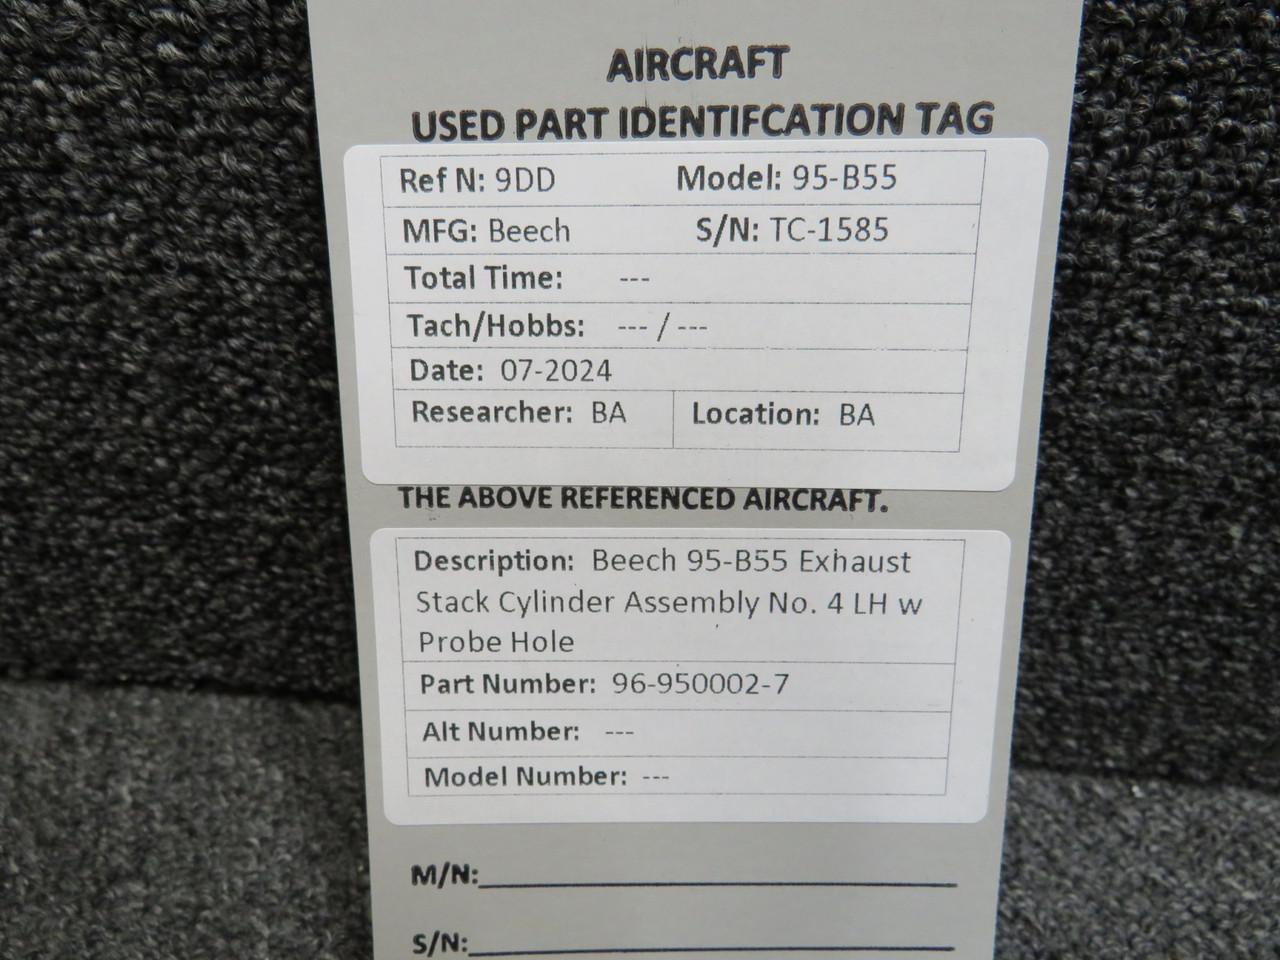 AIRCRAFT
USED PART IDENTIFCATION TAG
Ref N: 9DD Model: 95-B55
MFG: Beech S/N: TC-1585
Total Time: ---
Tach/Hobbs: --- / ---
Date: 07-2024
Researcher: BA Location: BA
THE ABOVE REFERENCED AIRCRAFT.
Description: Beech 95-B55 Exhaust
Stack Cylinder Assembly No. 4 LH w
Probe Hole
Part Number: 96-950002-7
Alt Number: ---
Model Number: ---
M/N:
S/N: